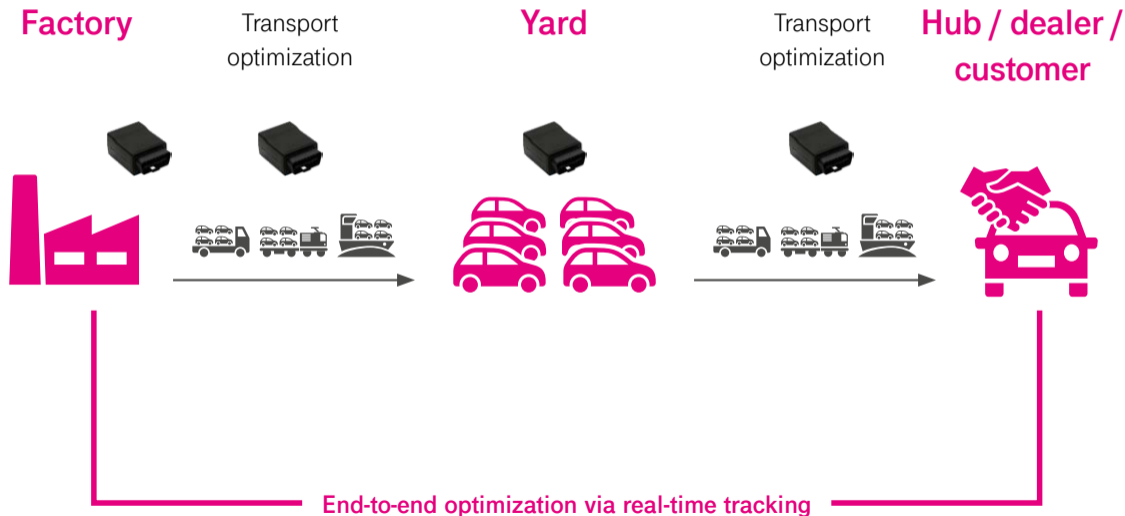 Factory
Transport
optimization
Yard
Transport
optimization
Hub / dealer /
customer
End-to-end optimization via real-time tracking